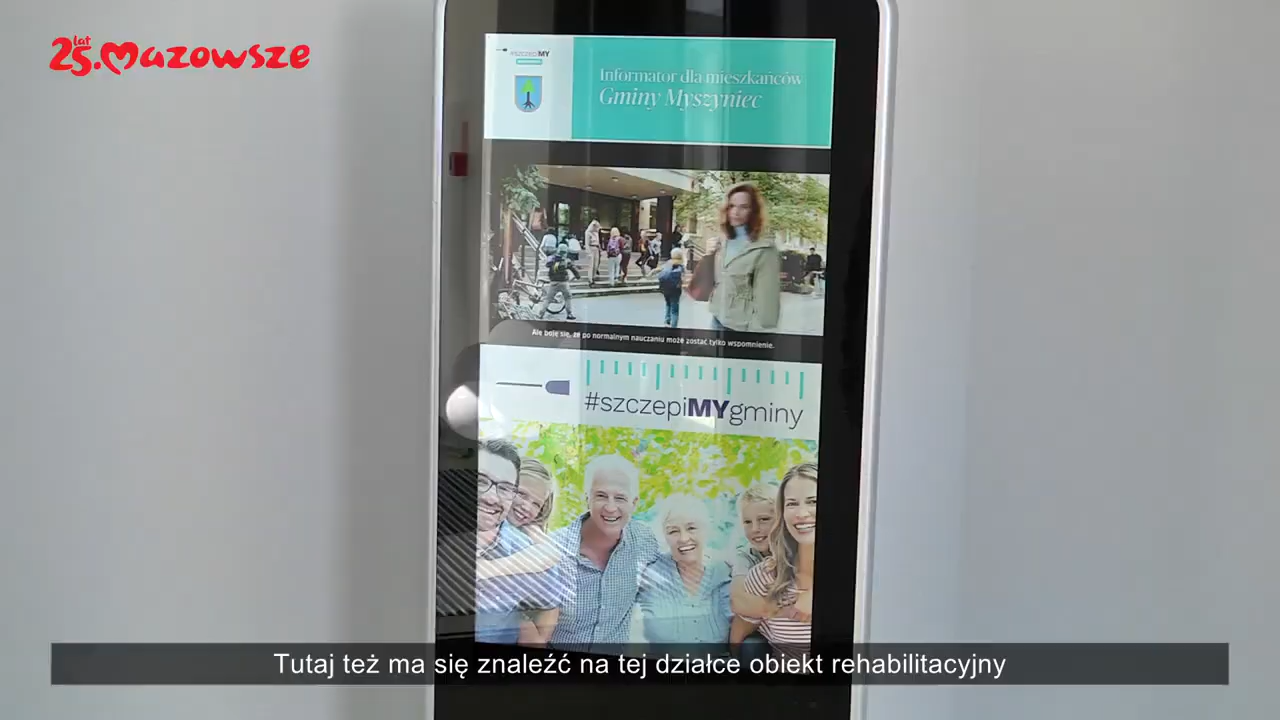 25 lat Mazowsze
#szczepiMY
Informator dla mieszkańców
Gminy Myszyniec
Ale boję się, że po normalnym nauczaniu może zostać tylko wspomnienie.
#szczepiMYgminy
Tutaj też ma się znaleźć na tej działce obiekt rehabilitacyjny